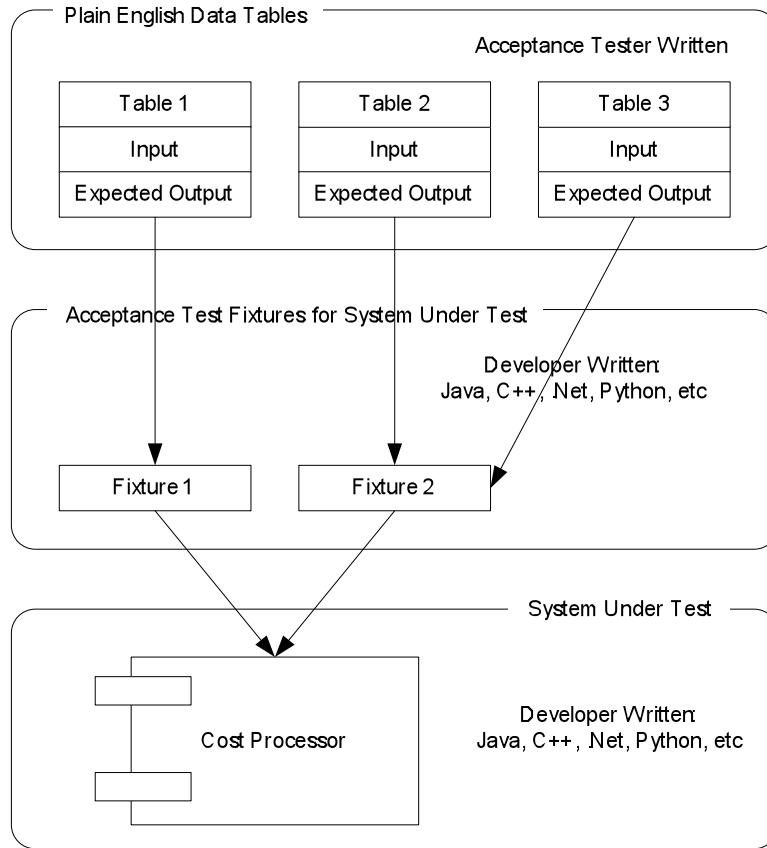 Plain English Data Tables
Acceptance Tester Written
Table 1
Input
Expected Output
Table 2
Input
Expected Output
Table 3
Input
Expected Output
Acceptance Test Fixtures for System Under Test
Developer Written:
Java, C++, .Net, Python, etc
Fixture 1
Fixture 2
System Under Test
Cost Processor
Developer Written:
Java, C++, .Net, Python, etc